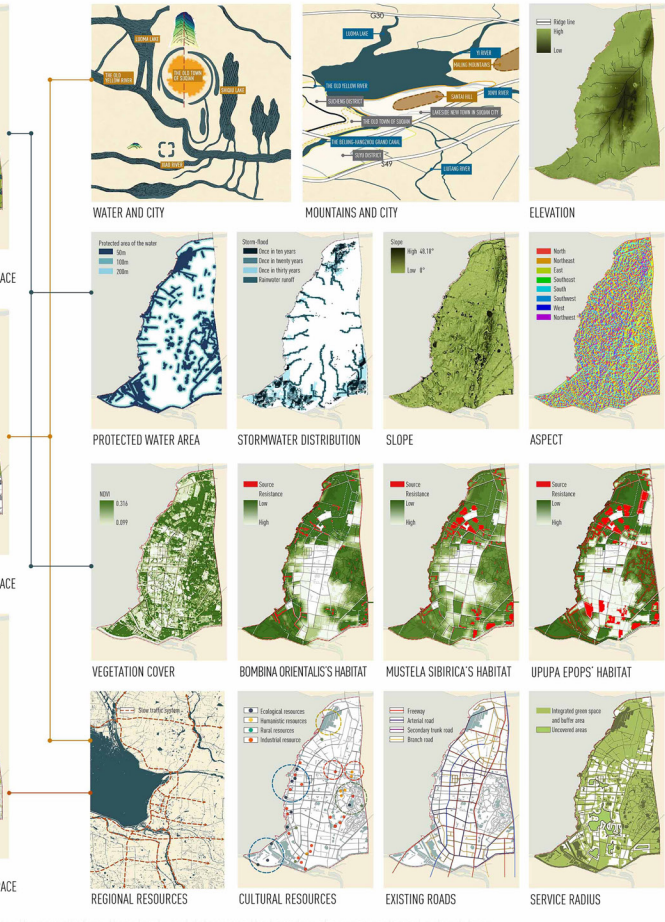 LUOMA LAKE
THE OLD
YELLOW RIVER
THE OLD TOWN
OF SUQIAN
SANTAI LAKE
WATER AND CITY
G30
LUOMA LAKE
YI RIVER
MALING MOUNTAINS
THE OLD YELLOW RIVER
SUCHENG DISTRICT
SANTAI HILL
XINYI RIVER
LAKESIDE NEW TOWN IN SUQIAN CITY
THE OLD TOWN OF SUQIAN
THE BEIJING-HANGZHOU GRAND CANAL
SUYU DISTRICT
S49
LIUTANG RIVER
MOUNTAINS AND CITY
Ridge line
High
Low
ELEVATION
ACE
Protected area of the water
50m
100m
200m
PROTECTED WATER AREA
Storm-flood
Once in ten years
Once in twenty years
Once in thirty years
Rainwater runoff
STORMWATER DISTRIBUTION
Slope
High 48.18°
Low 0°
SLOPE
North
Northeast
East
Southeast
South
Southwest
West
Northwest
ASPECT
ACE
NDVI
0.316
0.099
VEGETATION COVER
Source
Resistance
Low
High
BOMBINA ORIENTALIS'S HABITAT
Source
Resistance
Low
High
MUSTELA SIBIRICA'S HABITAT
Source
Resistance
Low
High
UPUPA EPOPS' HABITAT
Slow traffic system
REGIONAL RESOURCES
Ecological resources
Humanistic resources
Rural resources
Industrial resource
CULTURAL RESOURCES
Freeway
Arterial road
Secondary trunk road
Branch road
EXISTING ROADS
Integrated green space
and buffer area
Uncovered areas
SERVICE RADIUS
ACE